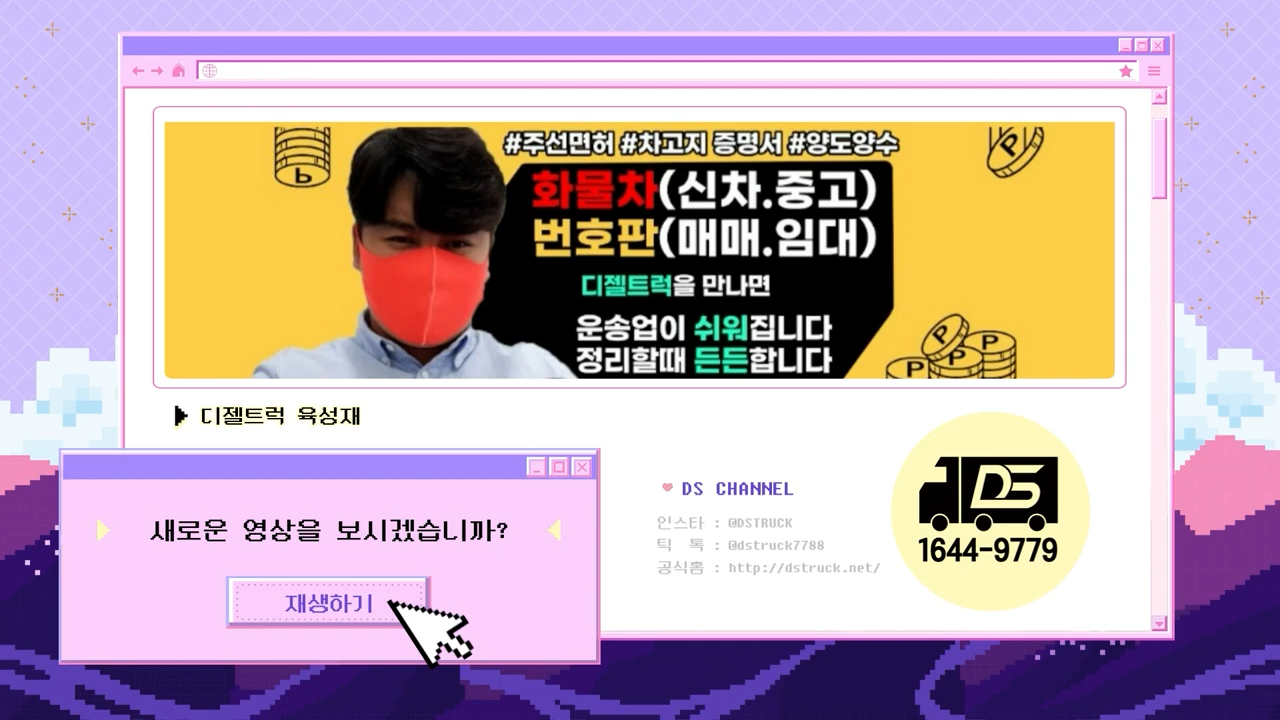 #주선면허 #차고지 증명서 #양도양수
화물차(신차.중고)
번호판(매매.임대)
디젤트럭을 만나면
운송업이 쉬워집니다
정리할때 든든합니다
디젤트럭 육성재
새로운 영상을 보시겠습니까?
재생하기
DS CHANNEL
인스타 : @DSTRUCK
틱 톡 : @dstruck7788
공식홈 : http://dstruck.net/
DS
1644-9779
P
P
P
P
P